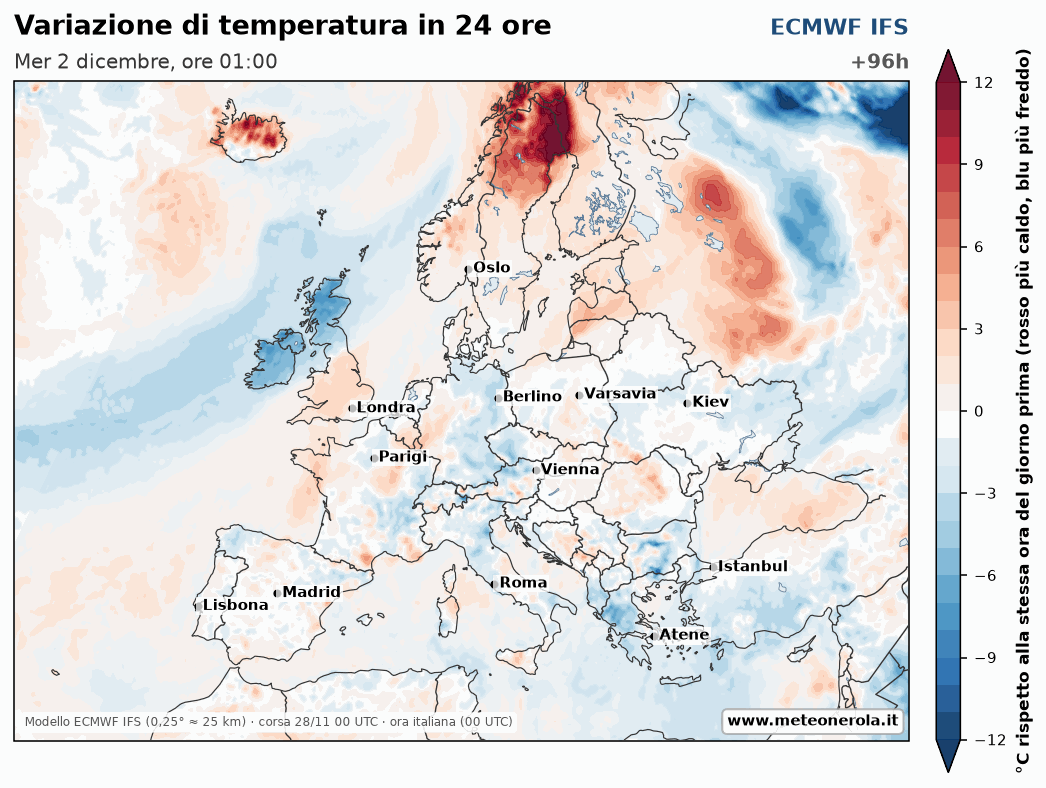 Variazione di temperatura in 24 ore
ECMWF IFS
Mer 2 dicembre, ore 01:00
+96h
Oslo
Londra
Berlino
Varsavia
Kiev
Parigi
Vienna
Istanbul
Roma
Madrid
Lisbona
Atene
Modello ECMWF IFS (0,25° ≈ 25 km) · corsa 28/11 00 UTC · ora italiana (00 UTC)
www.meteonerola.it
12
9
6
3
0
−3
−6
−9
−12
°C rispetto alla stessa ora del giorno prima (rosso più caldo, blu più freddo)